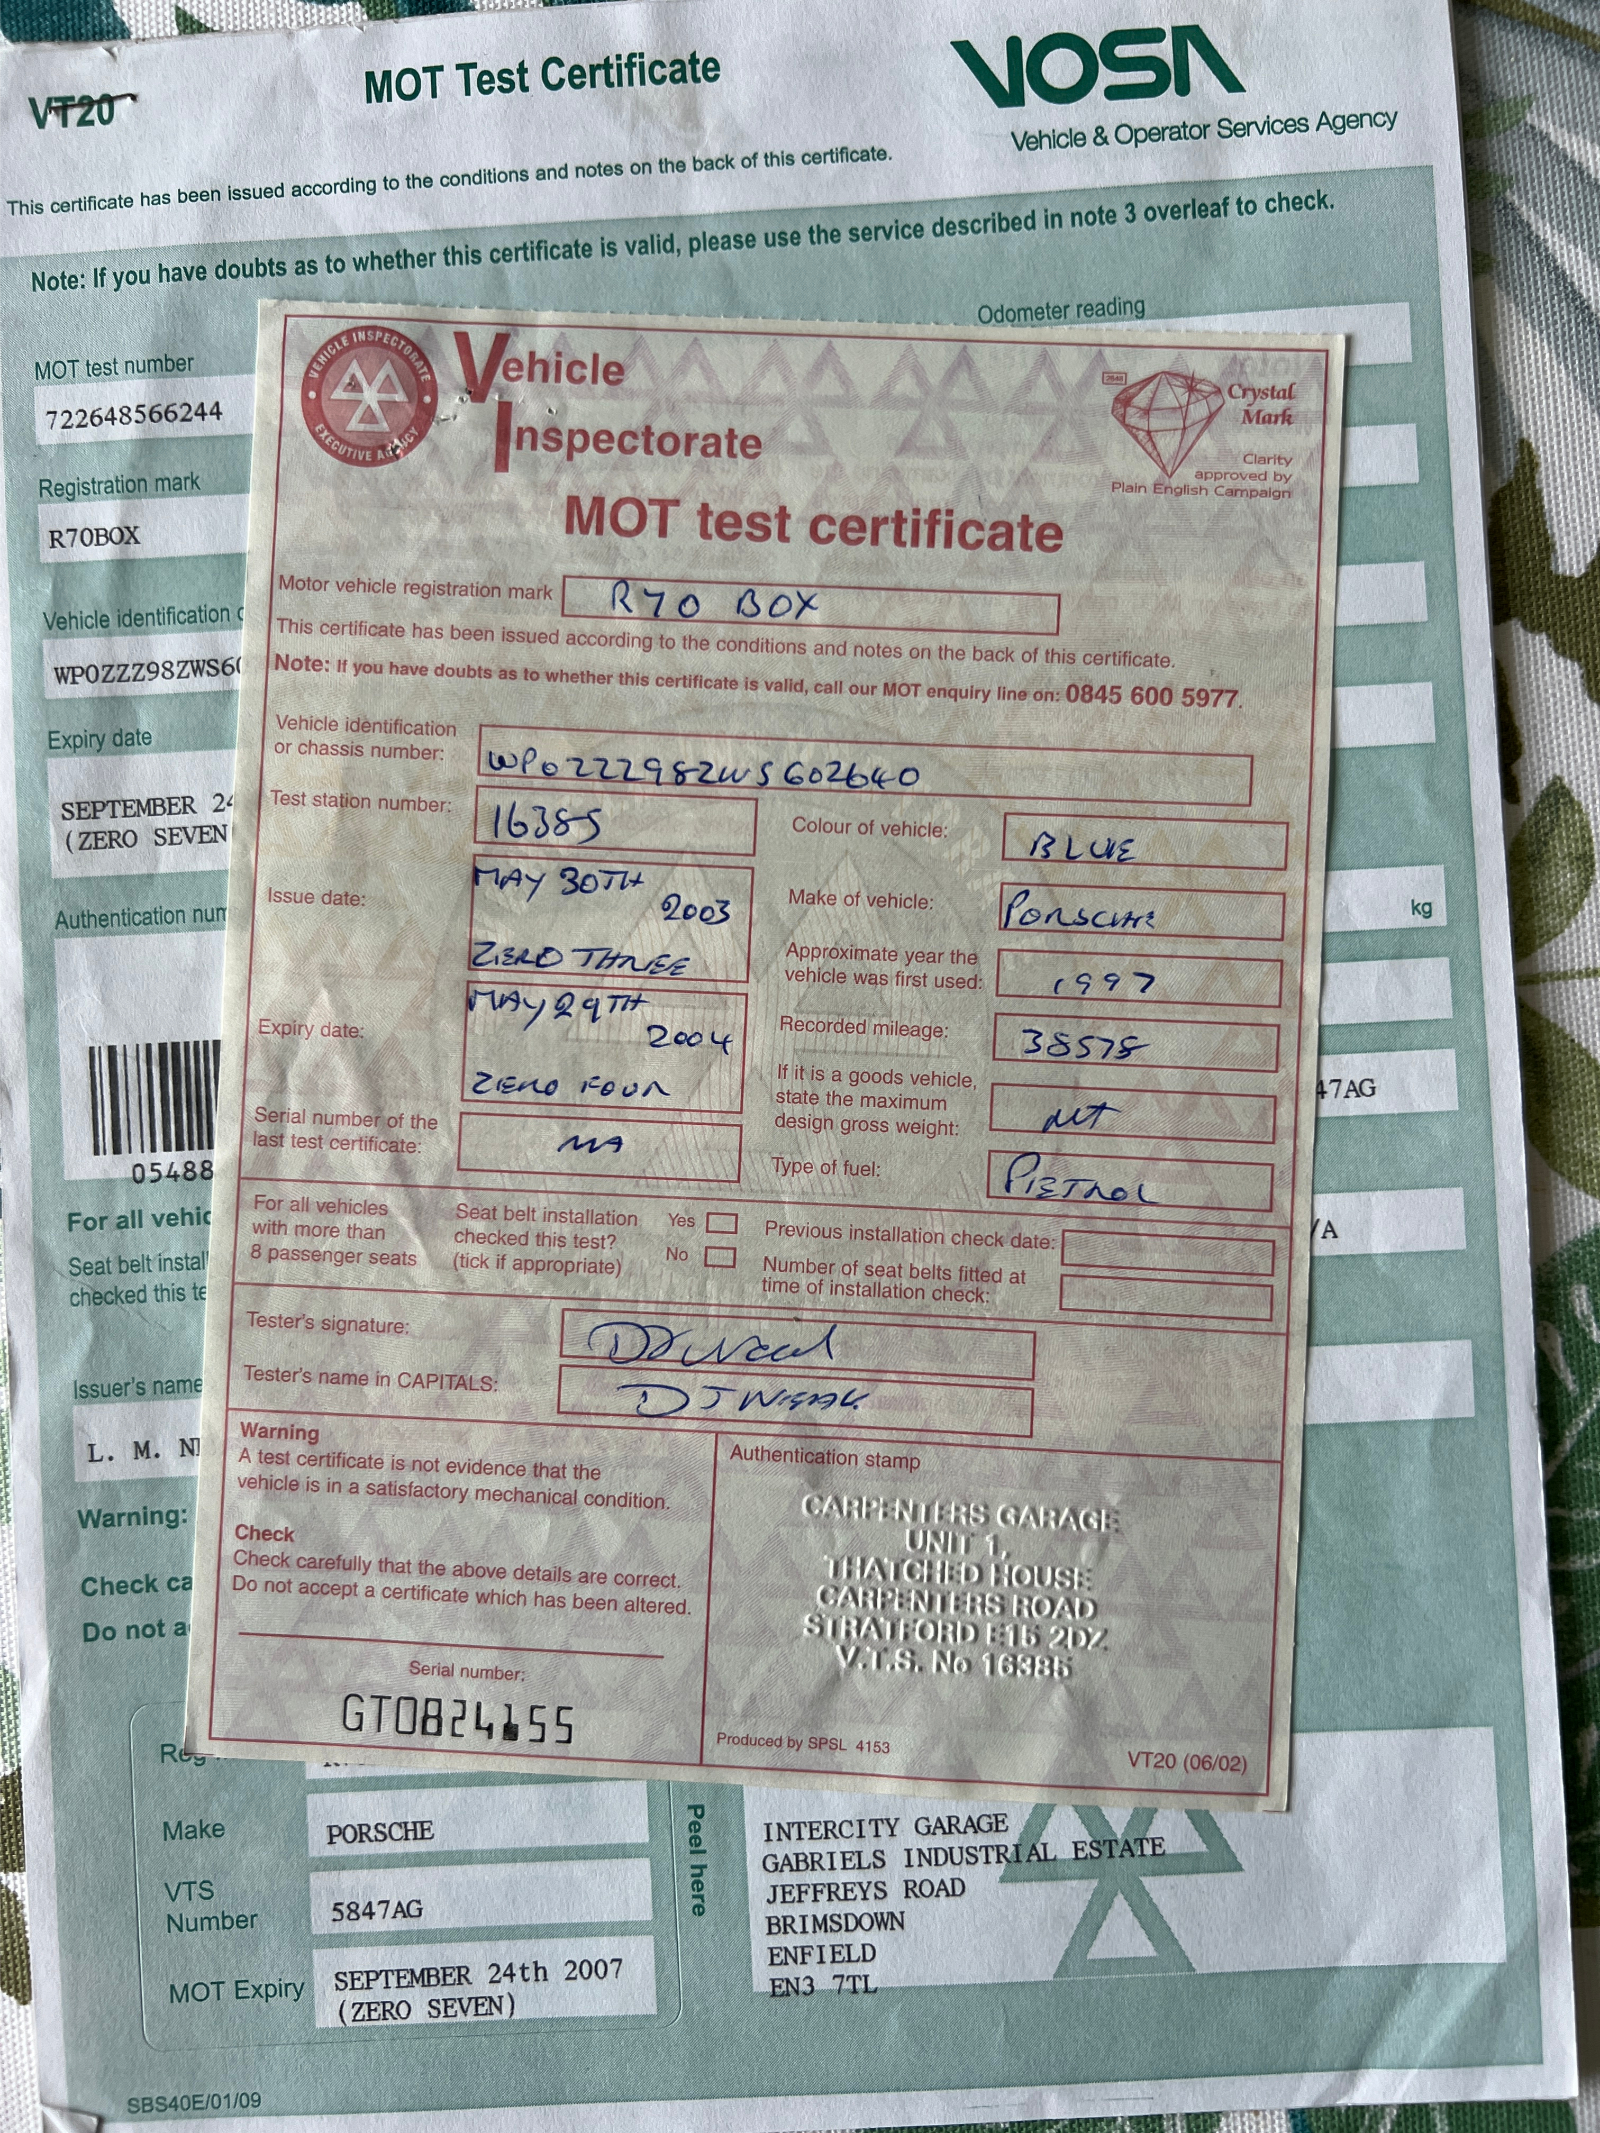 VT20
MOT Test Certificate
VOSA
Vehicle & Operator Services Agency
This certificate has been issued according to the conditions and notes on the back of this certificate.
Note: If you have doubts as to whether this certificate is valid, please use the service described in note 3 overleaf to check.
Odometer reading
MOT test number
722648566244
Registration mark
R70BOX
Vehicle identification
WP0ZZZ98ZWS6
Expiry date
SEPTEMBER 24
(ZERO SEVEN
Authentication num
05488
For all vehic
Seat belt instal
checked this te
Issuer's name
L. M. N
Warning:
Check ca
Do not a
kg
47AG
/A
VEHICLE INSPECTORATE
EXECUTIVE AGENCY
Vehicle
Inspectorate
Crystal
Mark
Clarity
approved by
Plain English Campaign
MOT test certificate
Motor vehicle registration mark R70 BOX
This certificate has been issued according to the conditions and notes on the back of this certificate.
Note: If you have doubts as to whether this certificate is valid, call our MOT enquiry line on: 0845 600 5977.
Vehicle identification
or chassis number: WP0ZZZ98ZWS602640
Test station number: 16385
Colour of vehicle: BLUE
Issue date: MAY 30TH
2003
ZERO THREE
Make of vehicle: PORSCHE
Approximate year the
vehicle was first used: 1997
Expiry date: MAY 29TH
2004
ZERO FOUR
Recorded mileage: 38578
If it is a goods vehicle,
state the maximum
design gross weight:
Serial number of the
last test certificate: NA
Type of fuel: PETROL
For all vehicles
with more than
8 passenger seats
Seat belt installation
checked this test?
(tick if appropriate)
Yes
No
Previous installation check date:
Number of seat belts fitted at
time of installation check:
Tester's signature:
Tester's name in CAPITALS: D J
Warning
A test certificate is not evidence that the
vehicle is in a satisfactory mechanical condition.
Check
Check carefully that the above details are correct.
Do not accept a certificate which has been altered.
Serial number:
GT0824155
Authentication stamp
CARPENTERS GARAGE
UNIT 1,
THATCHED HOUSE
CARPENTERS ROAD
STRATFORD E15 2DZ
V.T.S. No 16385
Produced by SPSL 4153
VT20 (06/02)
Reg
Make
PORSCHE
VTS
Number
5847AG
MOT Expiry
SEPTEMBER 24th 2007
(ZERO SEVEN)
Peel here
INTERCITY GARAGE
GABRIELS INDUSTRIAL ESTATE
JEFFREYS ROAD
BRIMSDOWN
ENFIELD
EN3 7TL
SBS40E/01/09